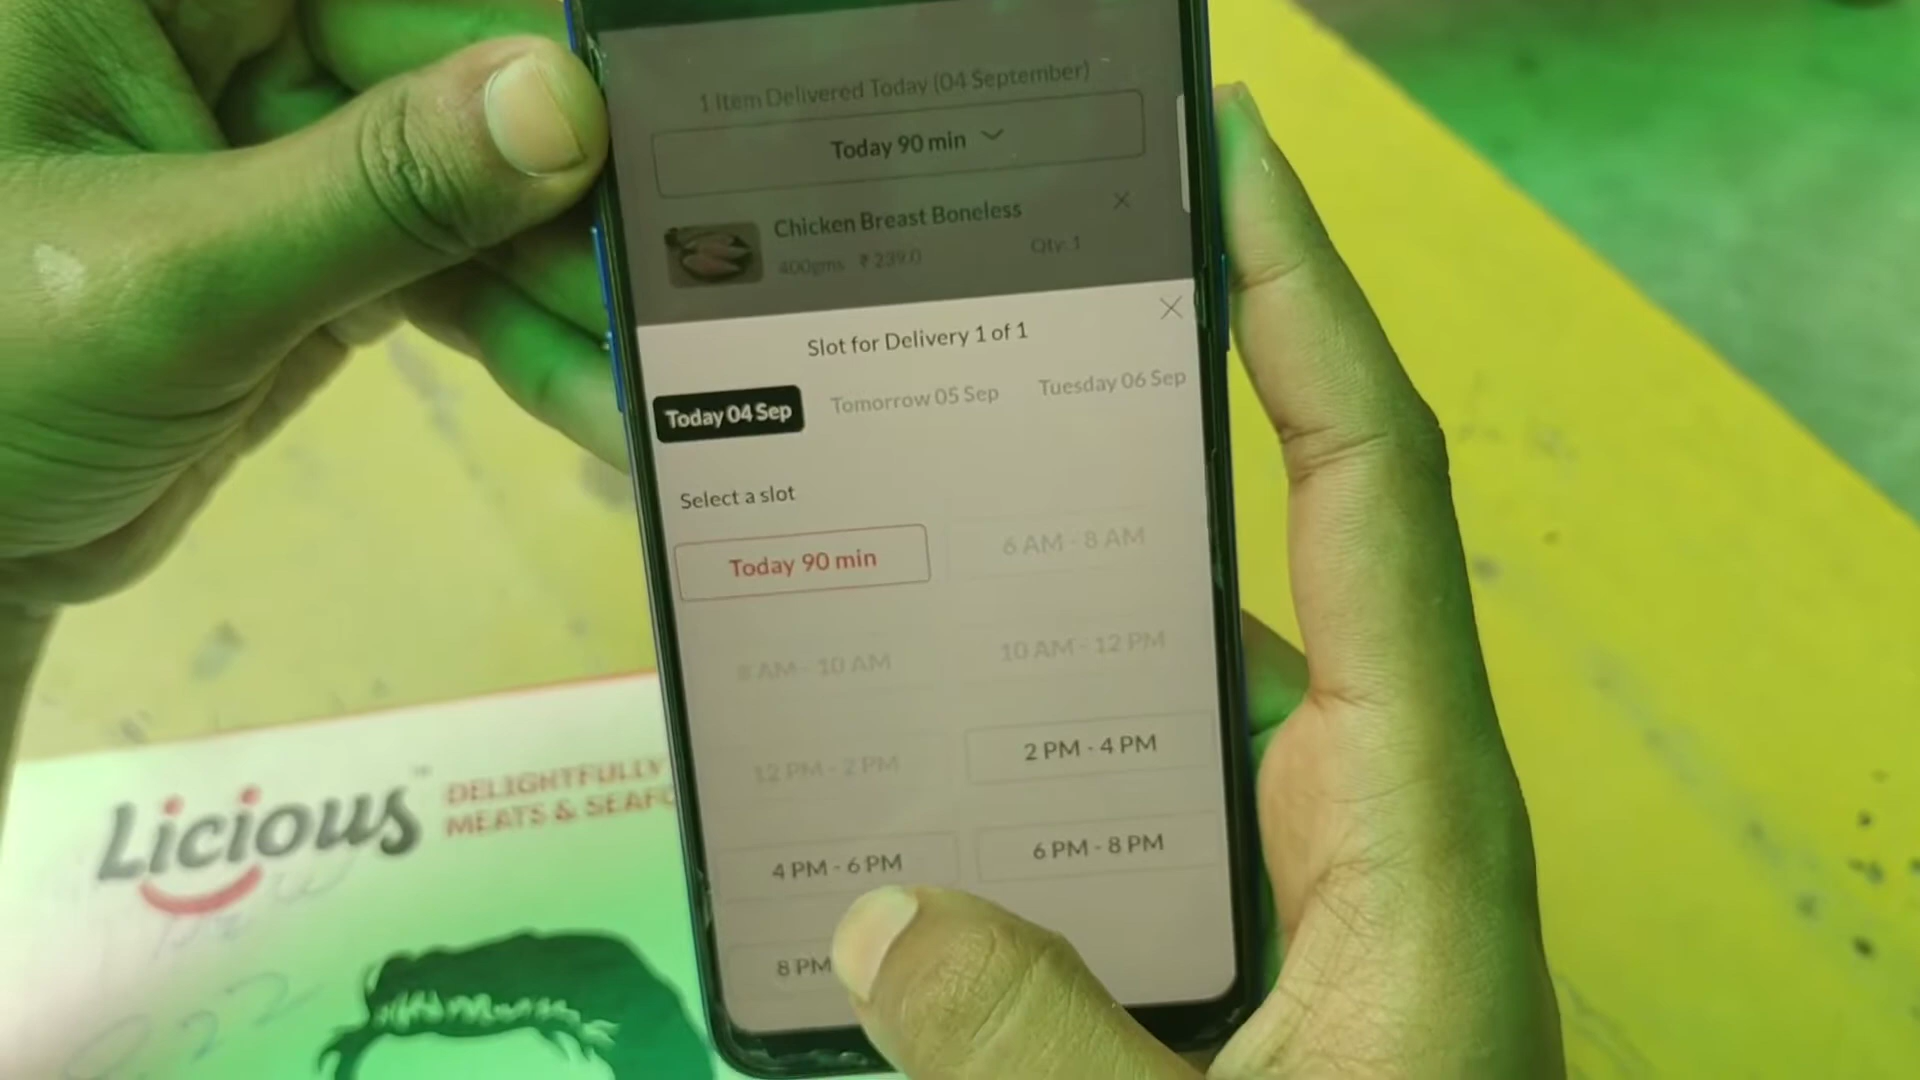 1 Item Delivered Today (04 September)
Today 90 min
Chicken Breast Boneless
400gms ₹ 239.0 Qty: 1
Slot for Delivery 1 of 1
Today 04 Sep Tomorrow 05 Sep Tuesday 06 Sep
Select a slot
Today 90 min 6 AM - 8 AM
8 AM - 10 AM 10 AM - 12 PM
12 PM - 2 PM 2 PM - 4 PM
4 PM - 6 PM 6 PM - 8 PM
8 PM
Licious™ DELIGHTFULLY
MEATS &